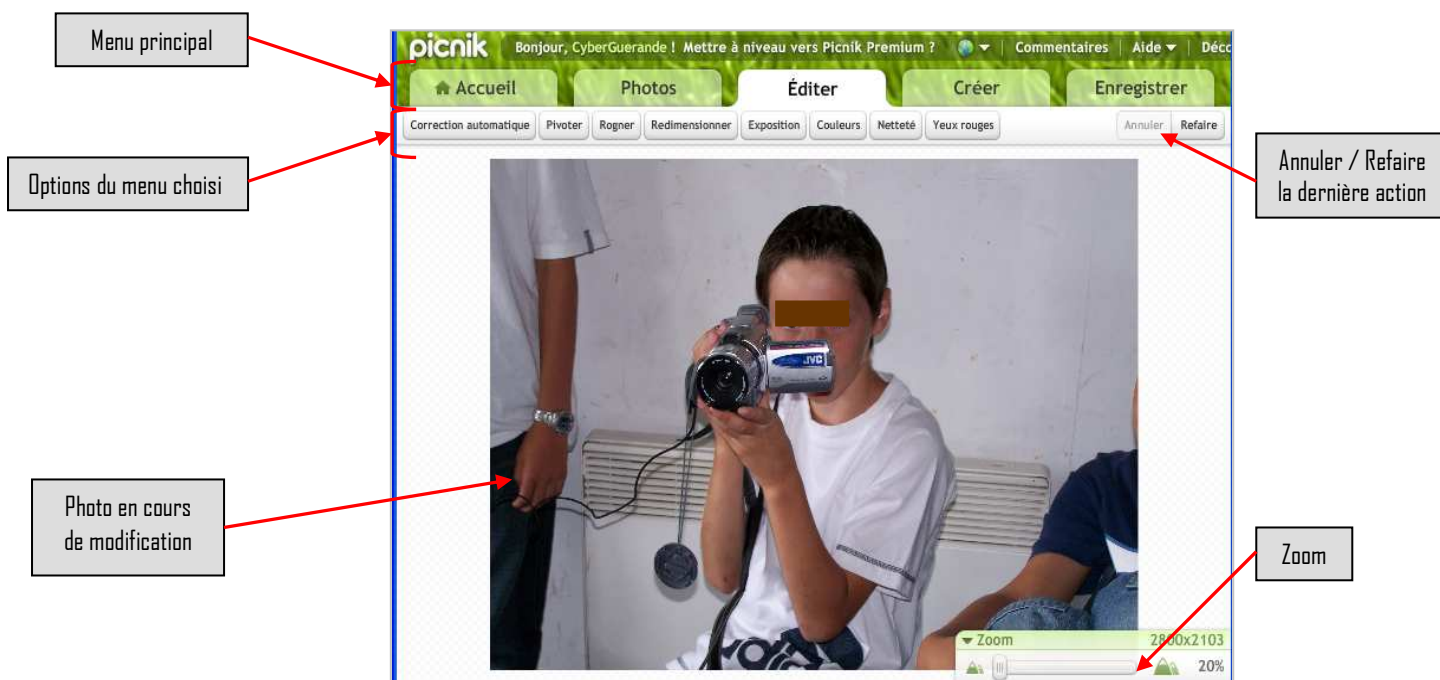 Menu principal
picnik Bonjour, CyberGuerande ! Mettre à niveau vers Picnik Premium ? Commentaires Aide Déco
Accueil Photos Éditer Créer Enregistrer
Correction automatique Pivoter Rogner Redimensionner Exposition Couleurs Netteté Yeux rouges Annuler Refaire
Options du menu choisi
Annuler / Refaire
la dernière action
JVC
Photo en cours
de modification
Zoom
Zoom 2800x2103
20%